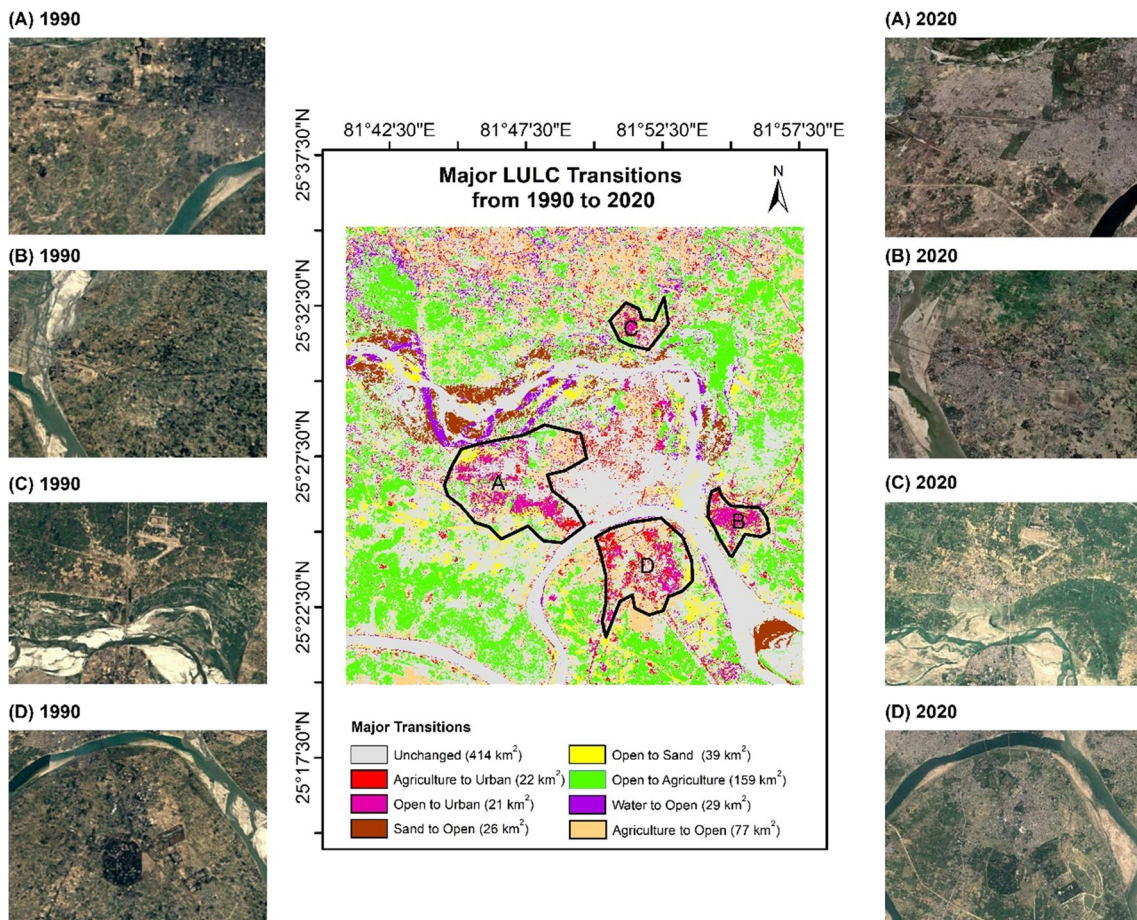 (A) 1990
(B) 1990
(C) 1990
(D) 1990
81°42'30"E 81°47'30"E 81°52'30"E 81°57'30"E
25°37'30"N
25°32'30"N
25°27'30"N
25°22'30"N
25°17'30"N
Major LULC Transitions
from 1990 to 2020
N
C
A
B
D
Major Transitions
Unchanged (414 km²)
Agriculture to Urban (22 km²)
Open to Urban (21 km²)
Sand to Open (26 km²)
Open to Sand (39 km²)
Open to Agriculture (159 km²)
Water to Open (29 km²)
Agriculture to Open (77 km²)
(A) 2020
(B) 2020
(C) 2020
(D) 2020